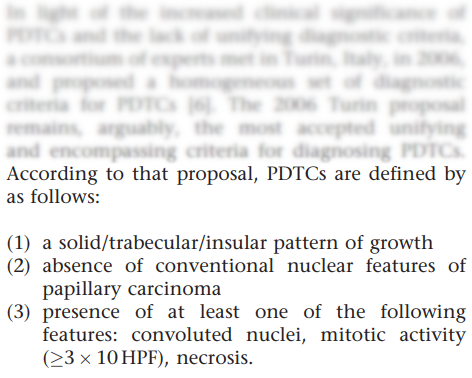 In light of the increased clinical significance of
PDTCs and the lack of unifying diagnostic criteria,
a consortium of experts met in Turin, Italy, in 2006,
and proposed a homogeneous set of diagnostic
criteria for PDTCs [6]. The 2006 Turin proposal
remains, arguably, the most accepted unifying
and encompassing criteria for diagnosing PDTCs.
According to that proposal, PDTCs are defined by
as follows:
(1) a solid/trabecular/insular pattern of growth
(2) absence of conventional nuclear features of
papillary carcinoma
(3) presence of at least one of the following
features: convoluted nuclei, mitotic activity
(≥3 × 10 HPF), necrosis.